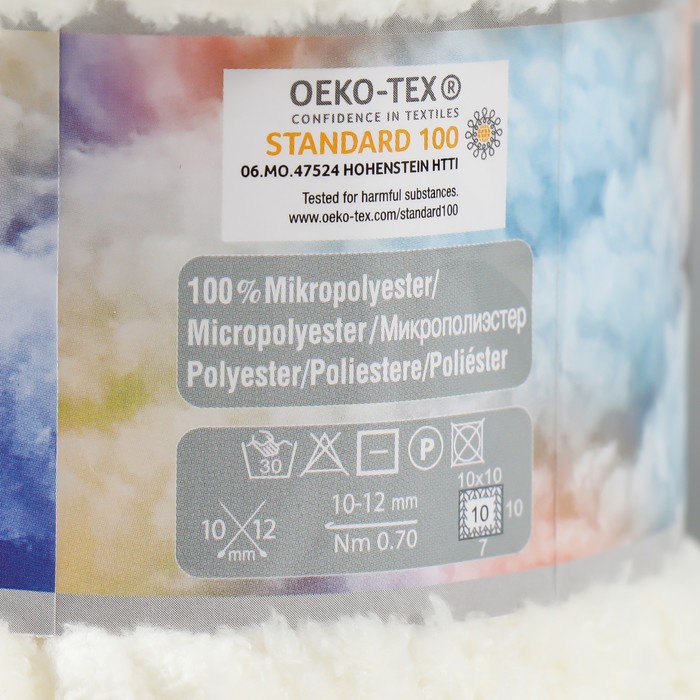 OEKO-TEX®
CONFIDENCE IN TEXTILES
STANDARD 100
06.MO.47524 HOHENSTEIN HTTI
Tested for harmful substances.
www.oeko-tex.com/standard100
100% Mikropolyester/
Micropolyester/Микрополиэстер
Polyester/Poliestere/Poliéster
30 P
10x10
10 12 mm
10-12 mm
Nm 0.70
10 10
7